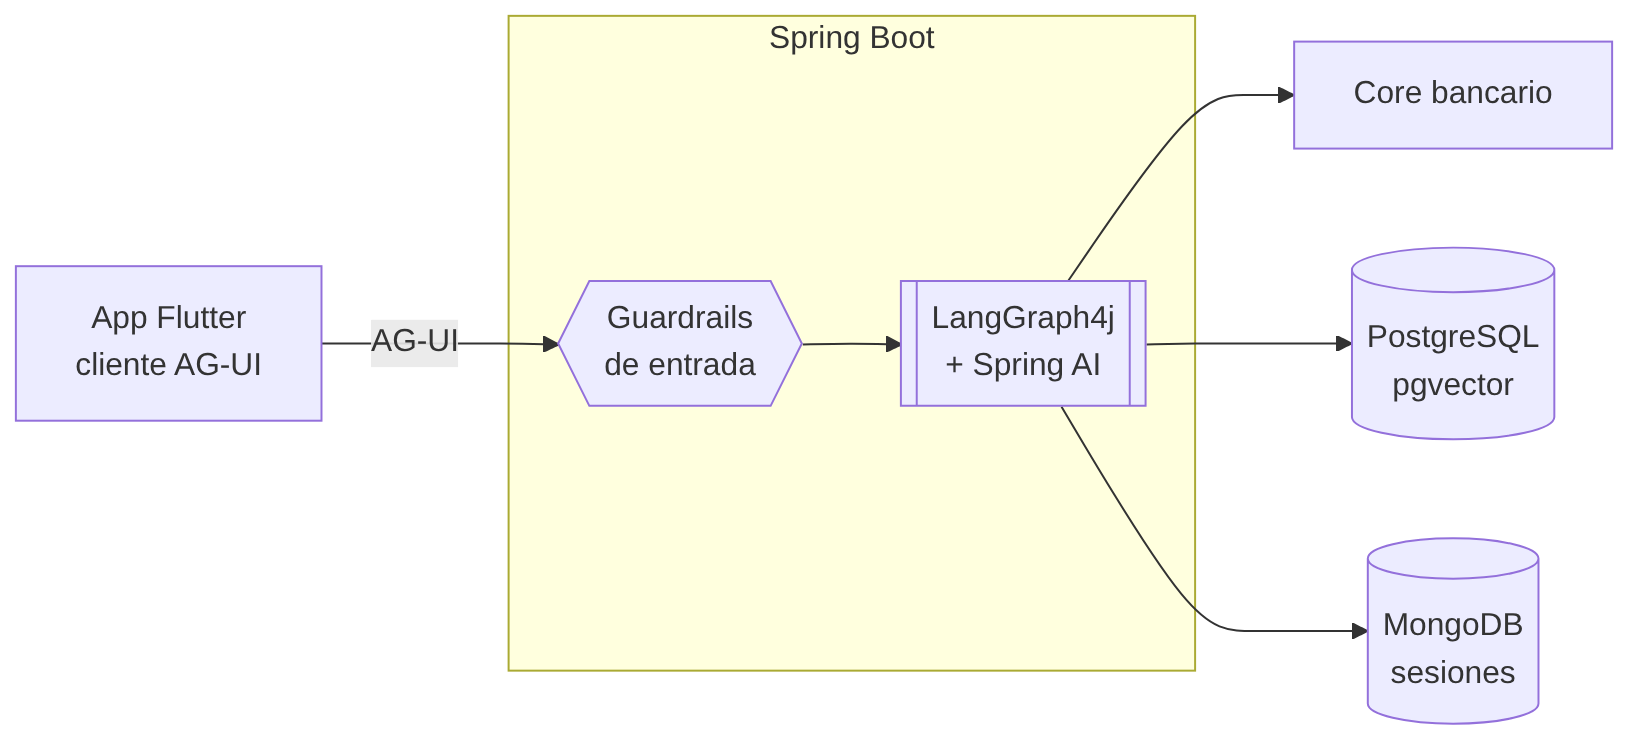 Spring Boot
App Flutter
cliente AG-UI
AG-UI
Guardrails
de entrada
LangGraph4j
+ Spring AI
Core bancario
PostgreSQL
pgvector
MongoDB
sesiones